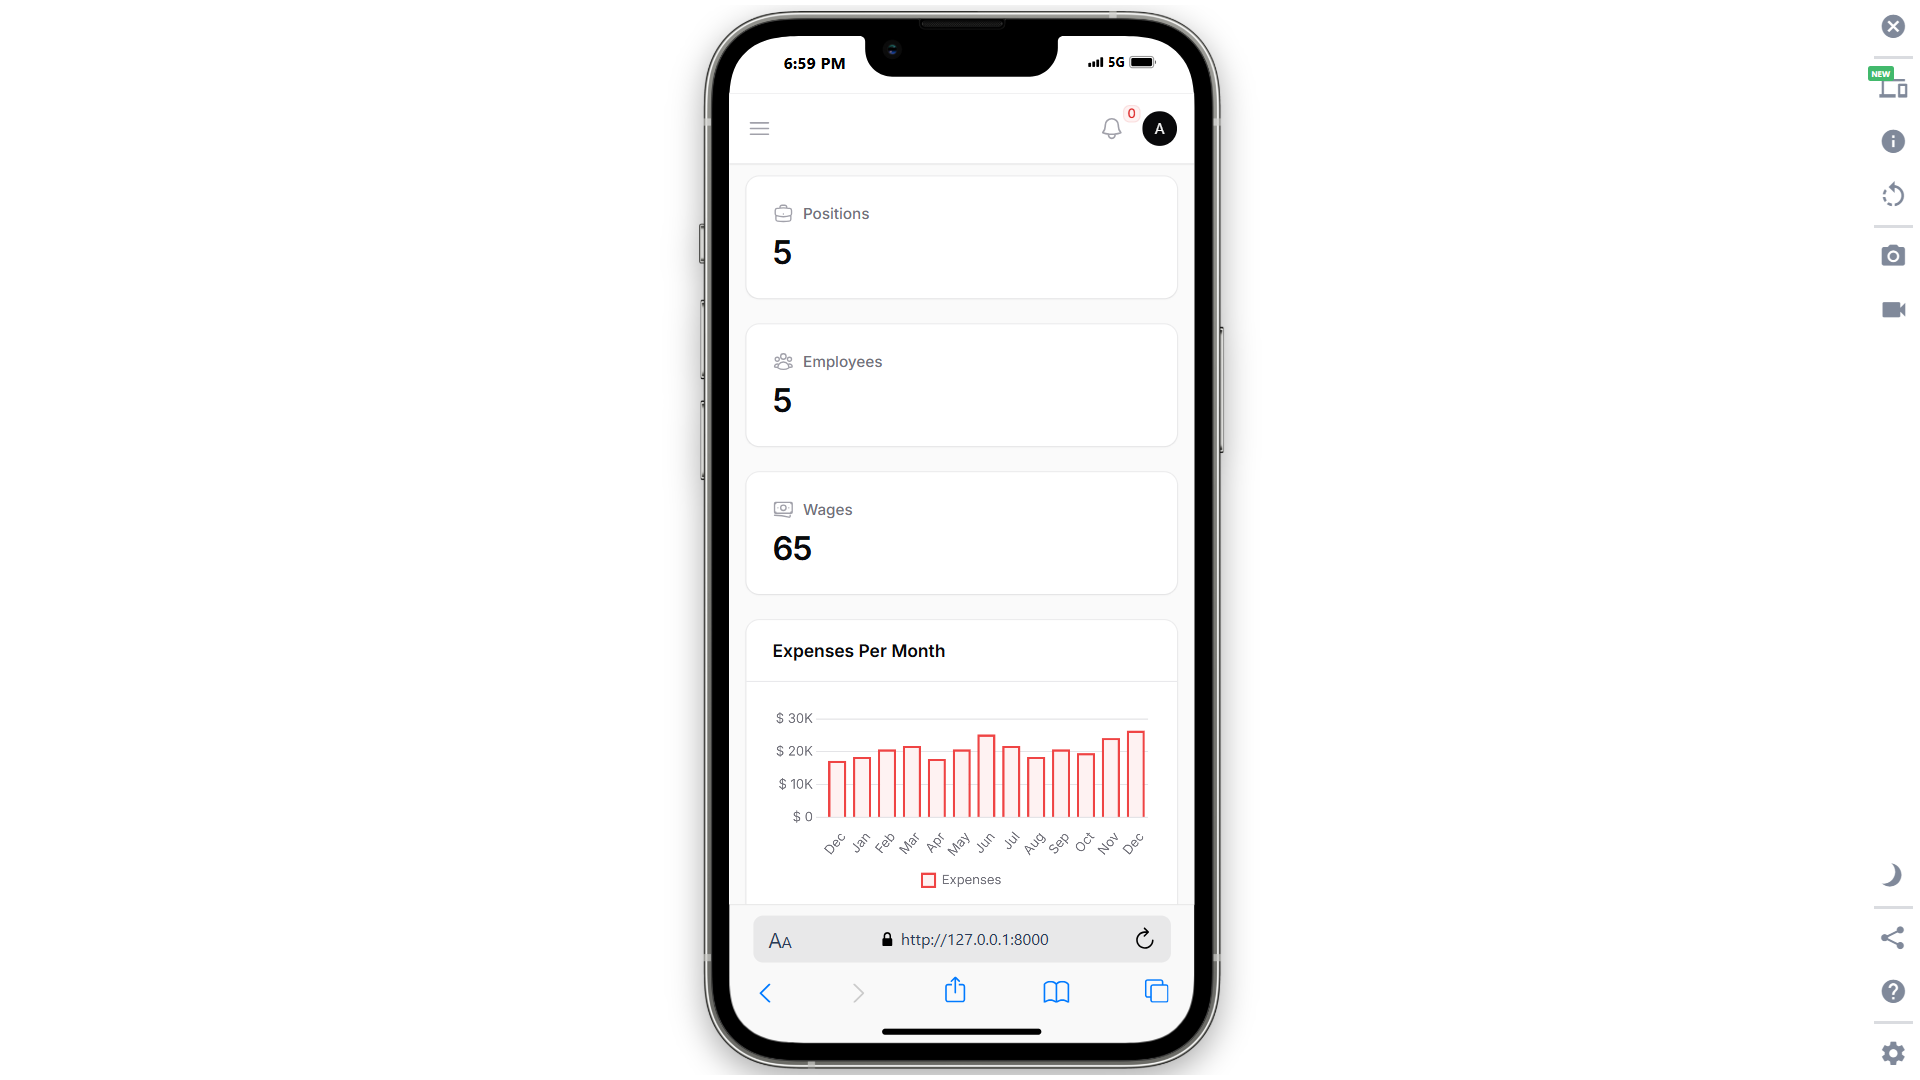 6:59 PM 5G
NEW
0
A
Positions
5
Employees
5
Wages
65
Expenses Per Month
$ 30K
$ 20K
$ 10K
$ 0
Dec Jan Feb Mar Apr May Jun Jul Aug Sep Oct Nov Dec
Expenses
AA http://127.0.0.1:8000